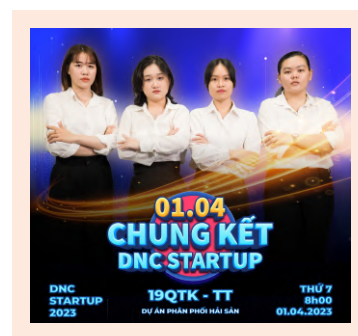 01.04
CHUNG KẾT
DNC STARTUP
DNC
STARTUP
2023
19QTK - TT
DỰ ÁN PHÂN PHỐI HẢI SẢN
THỨ 7
8h00
01.04.2023